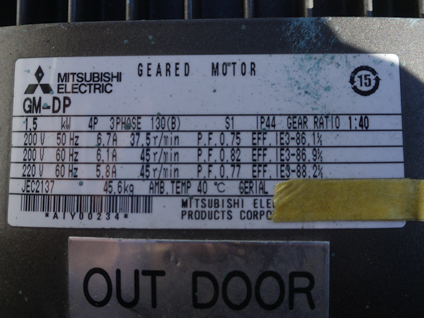 GEARED MOTOR
MITSUBISHI
ELECTRIC
15
GM-DP
1.5 kW 4P 3PHASE 130(B) S1 IP44 GEAR RATIO 1:40
200 V 50 Hz 6.7A 37.5r/min P.F.0.75 EFF.IE3-86.1%
200 V 60 Hz 6.1A 45r/min P.F.0.82 EFF.IE3-86.9%
220 V 60 Hz 5.8A 45r/min P.F.0.77 EFF.IE3-88.2%
JEC2137 45.6kg AMB.TEMP 40℃ SERIAL
*A1V00234*
MITSUBISHI
PRODUCTS
OUT DOOR